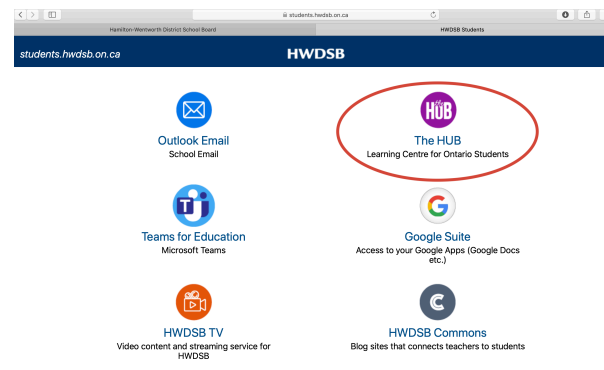 students.hwdsb.on.ca
Hamilton-Wentworth District School Board
HWDSB Students
students.hwdsb.on.ca
HWDSB
Outlook Email
School Email
the HUB
The HUB
Learning Centre for Ontario Students
T
Teams for Education
Microsoft Teams
G
Google Suite
Access to your Google Apps (Google Docs
etc.)
HWDSB TV
Video content and streaming service for
HWDSB
C
HWDSB Commons
Blog sites that connects teachers to students